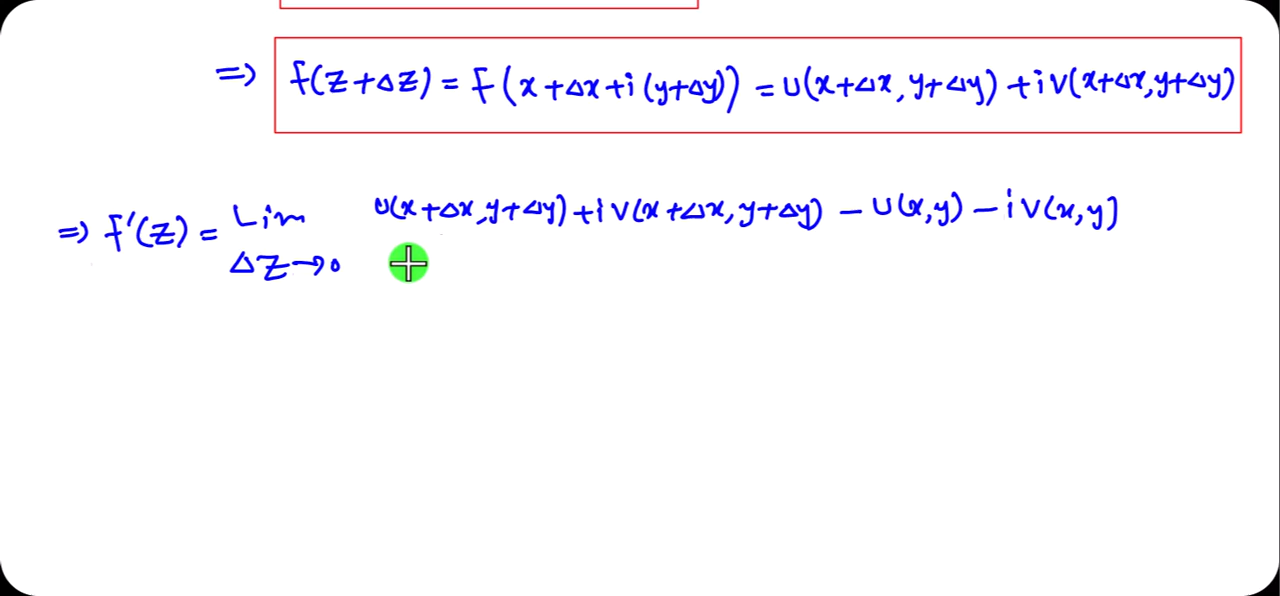 => f(z+Δz) = f(x+Δx+i(y+Δy)) = u(x+Δx, y+Δy) + iv(x+Δx, y+Δy)
=> f'(z) = Lim u(x+Δx, y+Δy) + iv(x+Δx, y+Δy) − u(x,y) − iv(x,y)
Δz→0